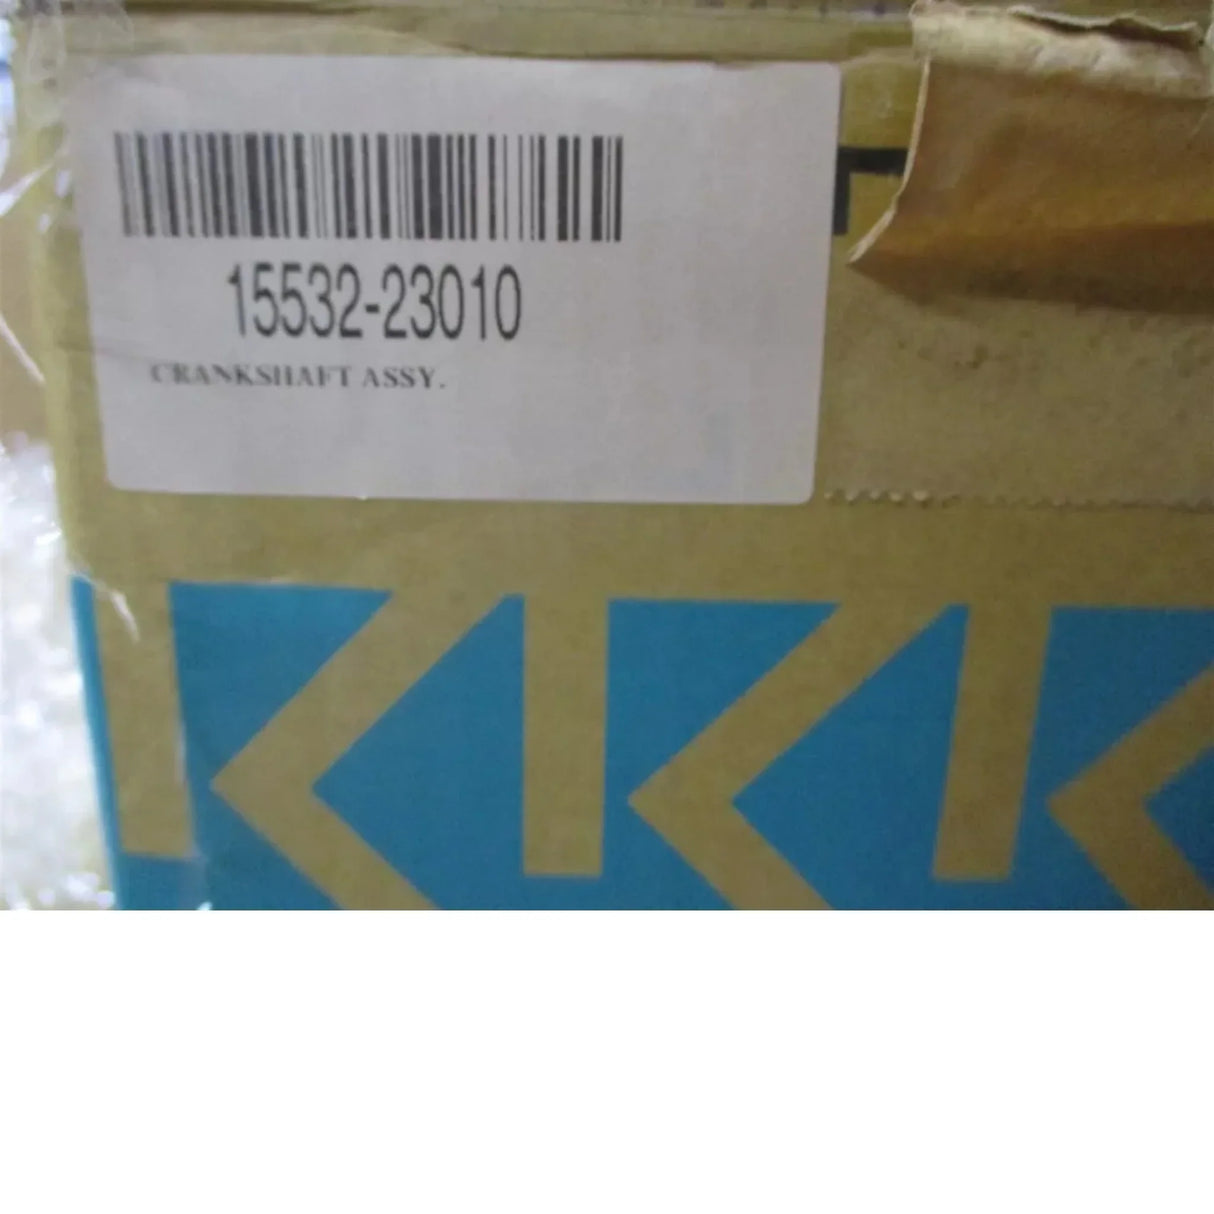 15532-23010
CRANKSHAFT ASSY.
K K K